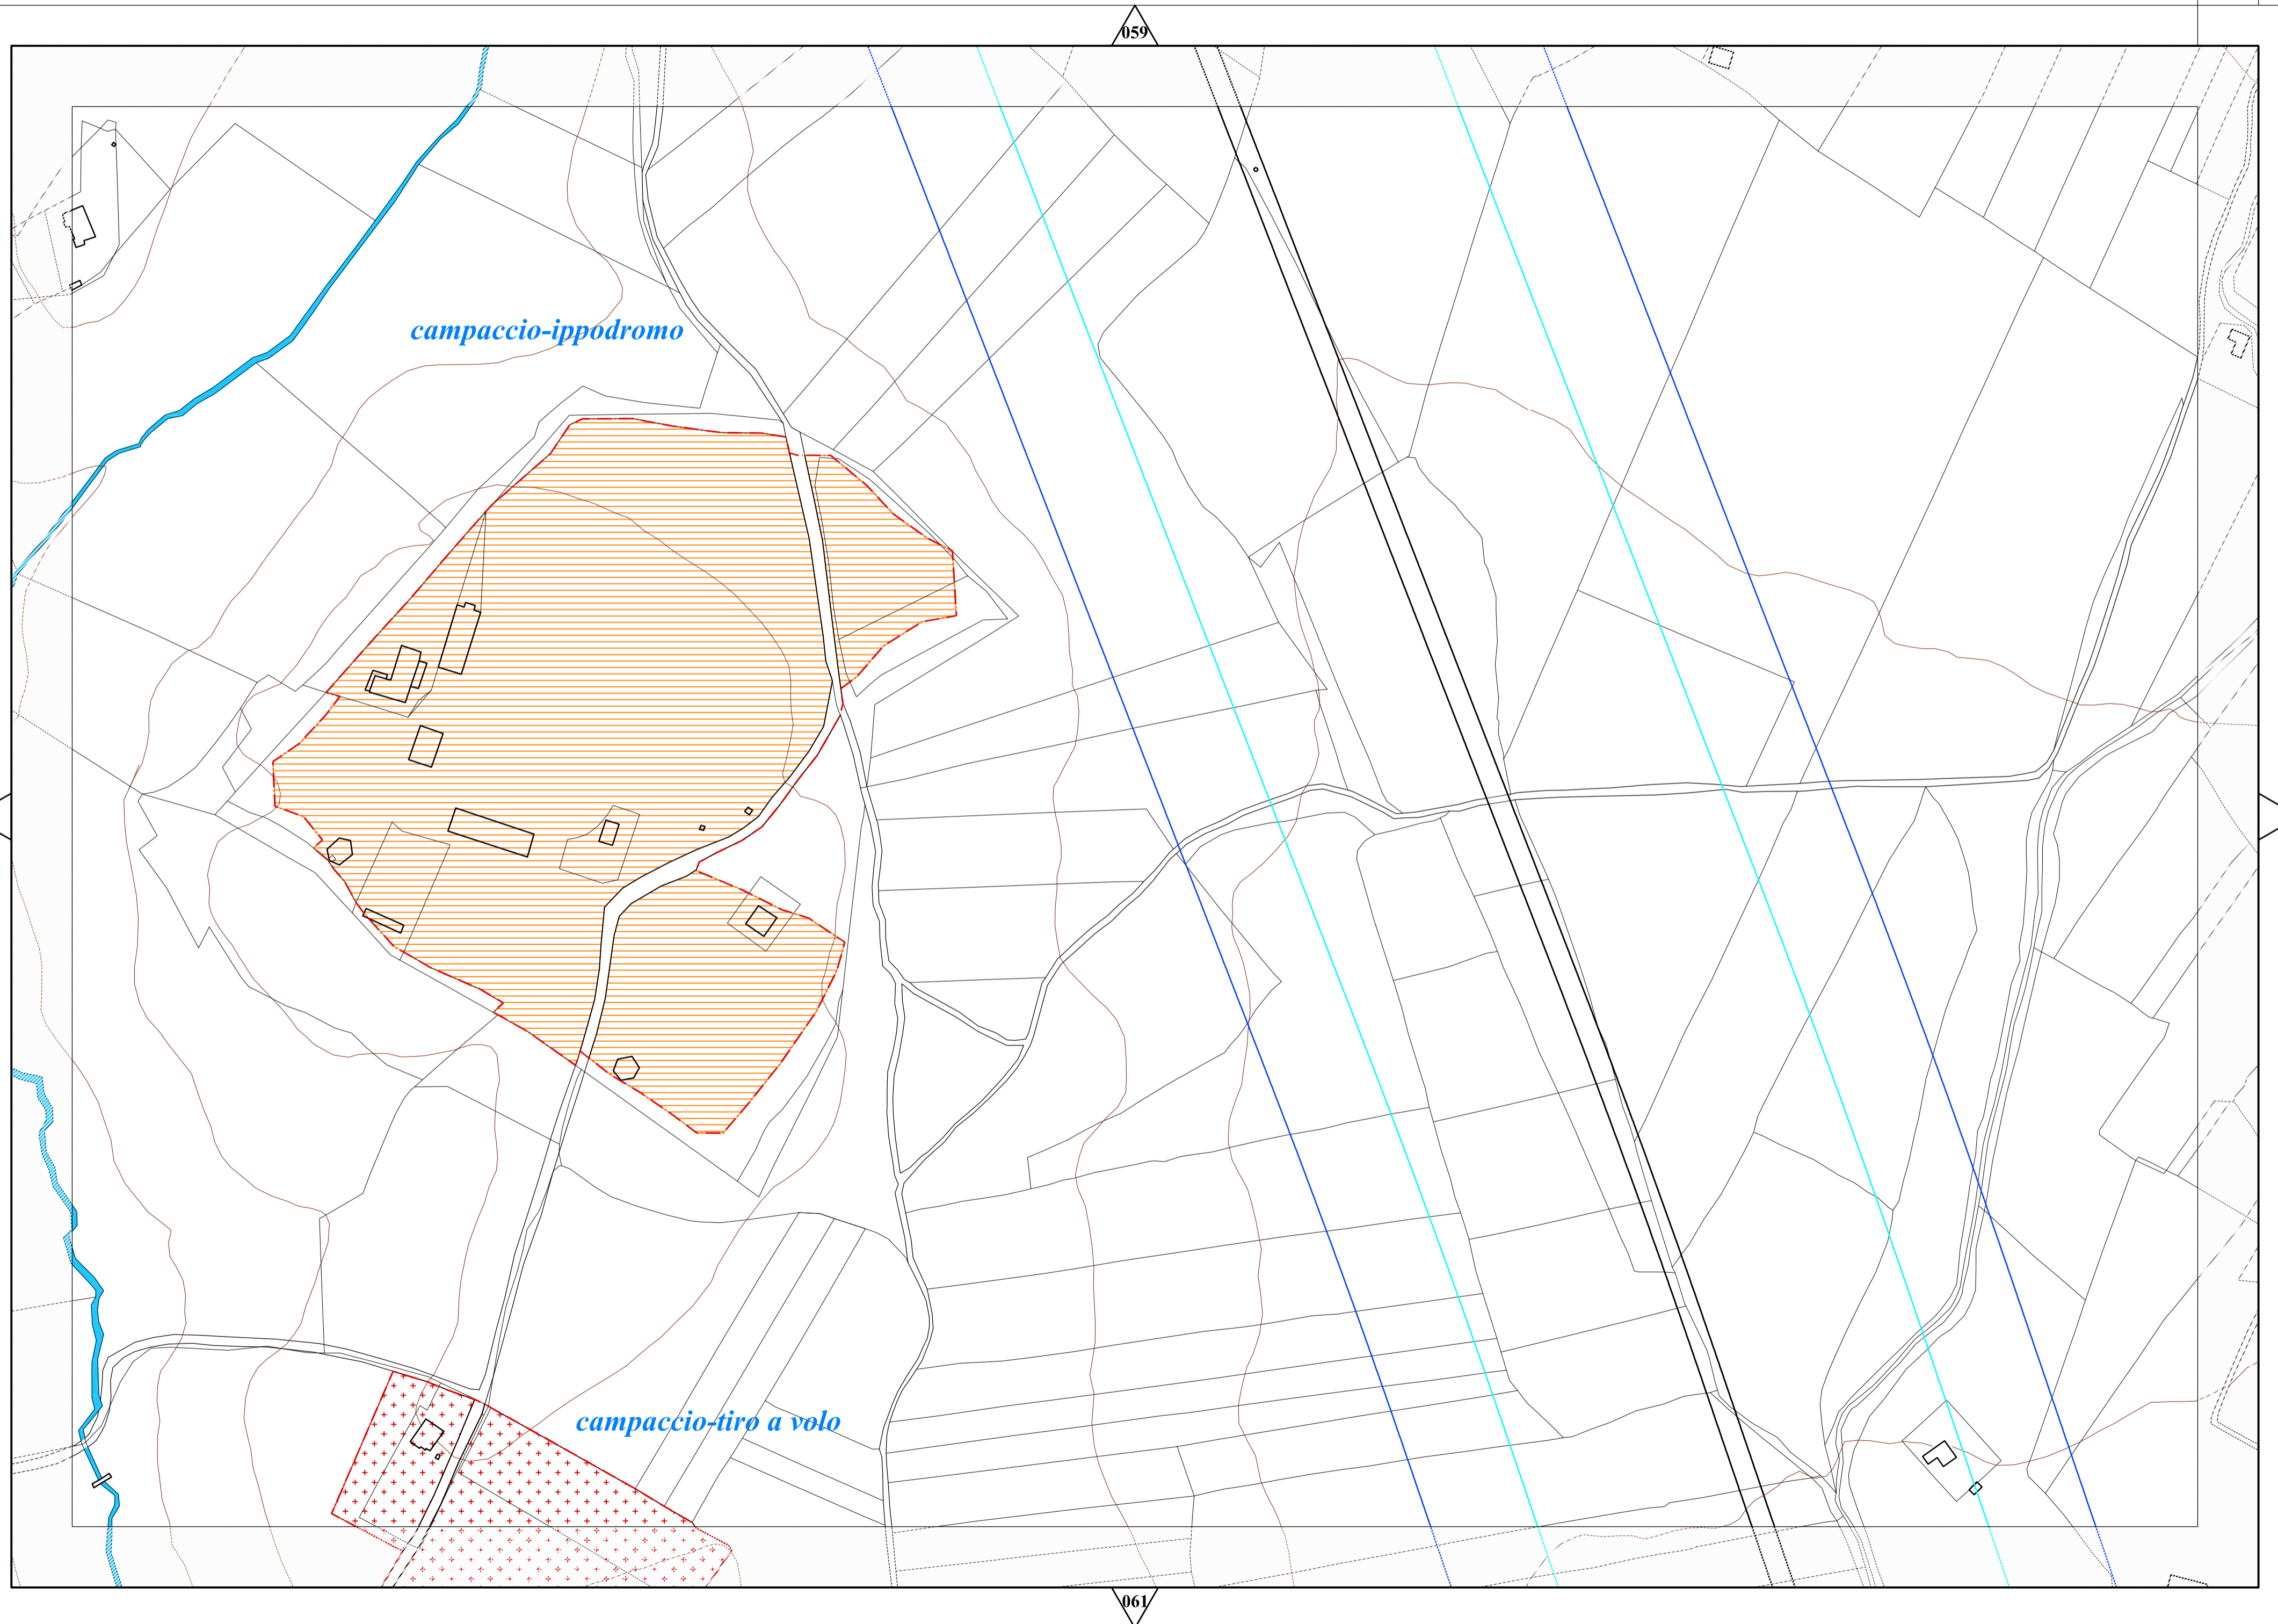 059
campaccio-ippodromo
campaccio-tiro a volo
061